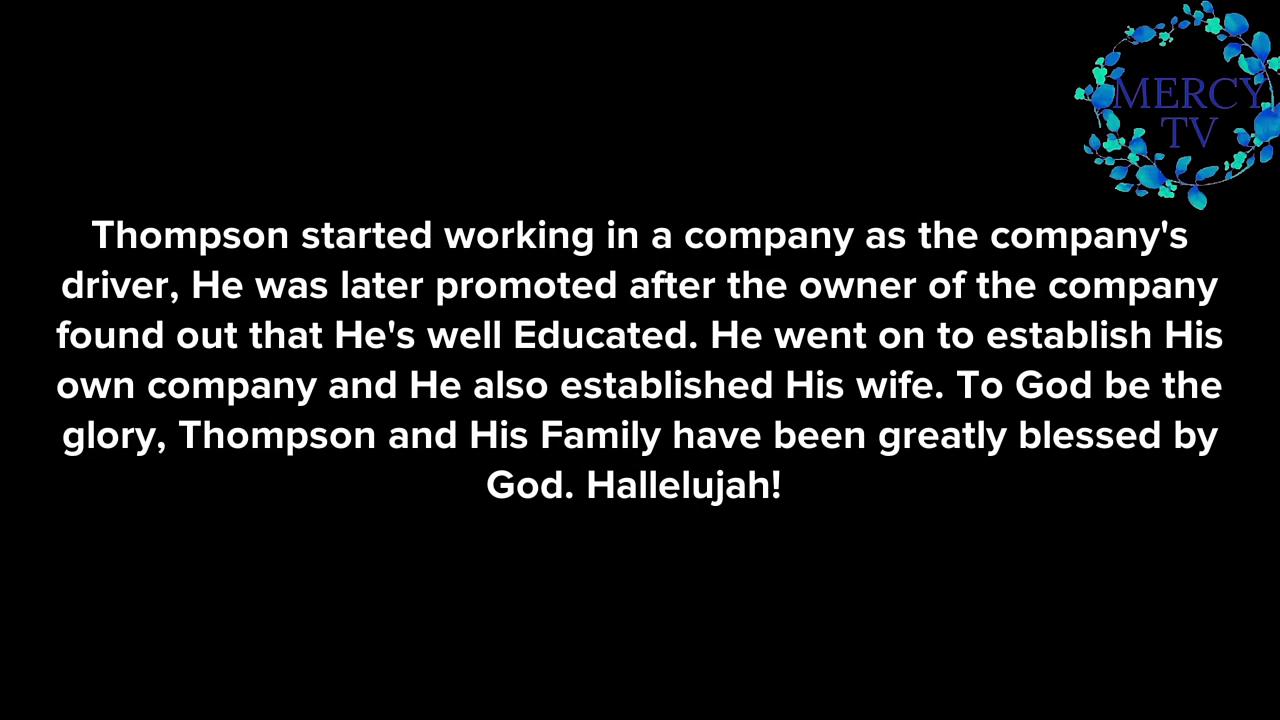 MERCY
TV
Thompson started working in a company as the company's
driver, He was later promoted after the owner of the company
found out that He's well Educated. He went on to establish His
own company and He also established His wife. To God be the
glory, Thompson and His Family have been greatly blessed by
God. Hallelujah!